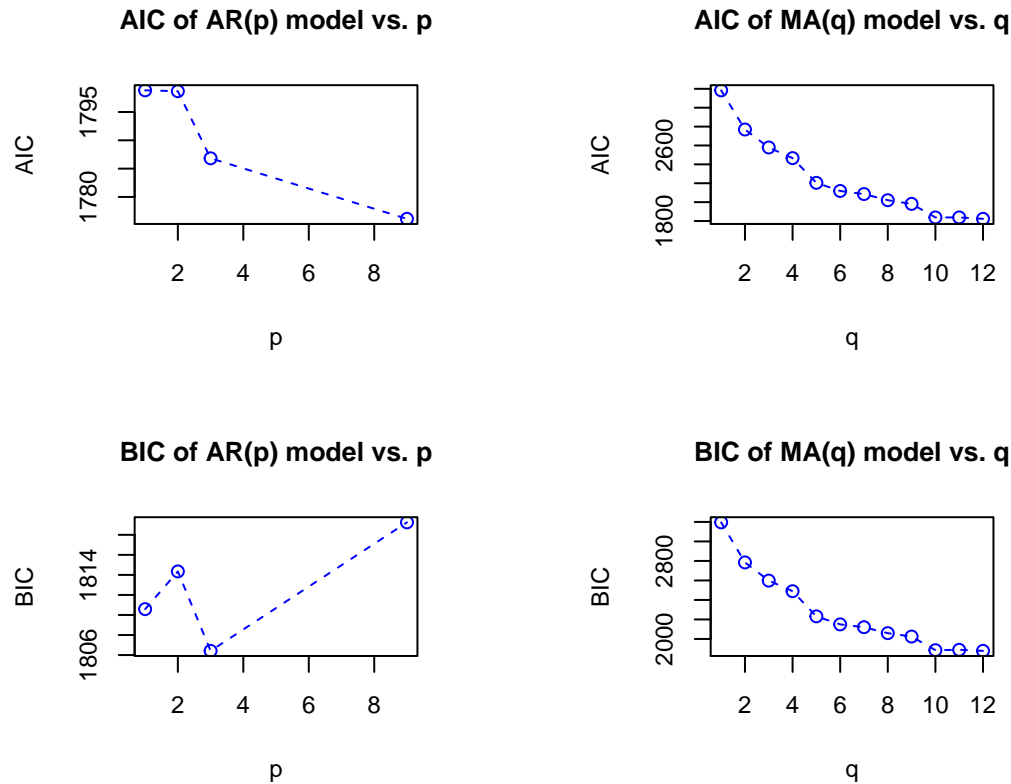 AIC of AR(p) model vs. p
AIC
1780
1795
2 4 6 8
p
AIC of MA(q) model vs. q
AIC
1800
2600
2 4 6 8 10 12
q
BIC of AR(p) model vs. p
BIC
1806
1814
2 4 6 8
p
BIC of MA(q) model vs. q
BIC
2000
2800
2 4 6 8 10 12
q